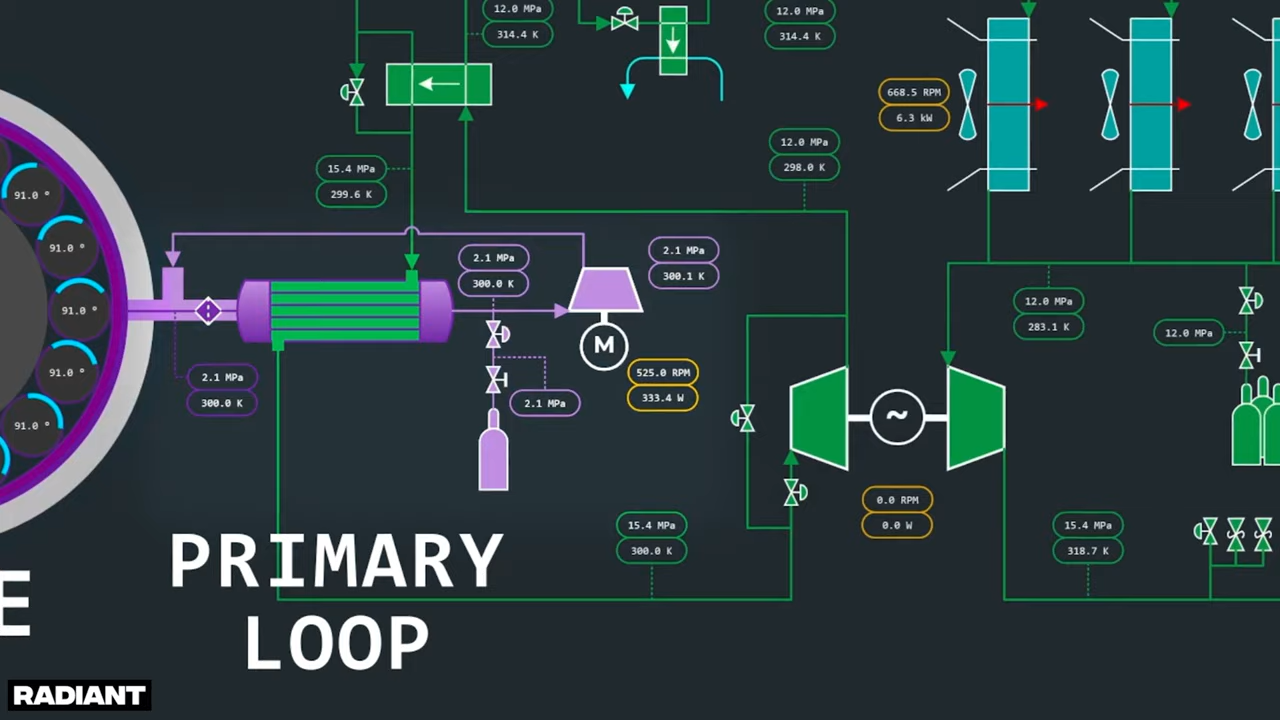 12.0 MPa
314.4 K
12.0 MPa
314.4 K
668.5 RPM
6.3 kW
12.0 MPa
298.0 K
15.4 MPa
299.6 K
91.0 °
91.0 °
91.0 °
91.0 °
91.0 °
2.1 MPa
300.0 K
2.1 MPa
300.1 K
12.0 MPa
283.1 K
12.0 MPa
M
2.1 MPa
300.0 K
525.0 RPM
333.4 W
2.1 MPa
~
0.0 RPM
0.0 W
15.4 MPa
300.0 K
15.4 MPa
318.7 K
PRIMARY
LOOP
E
RADIANT